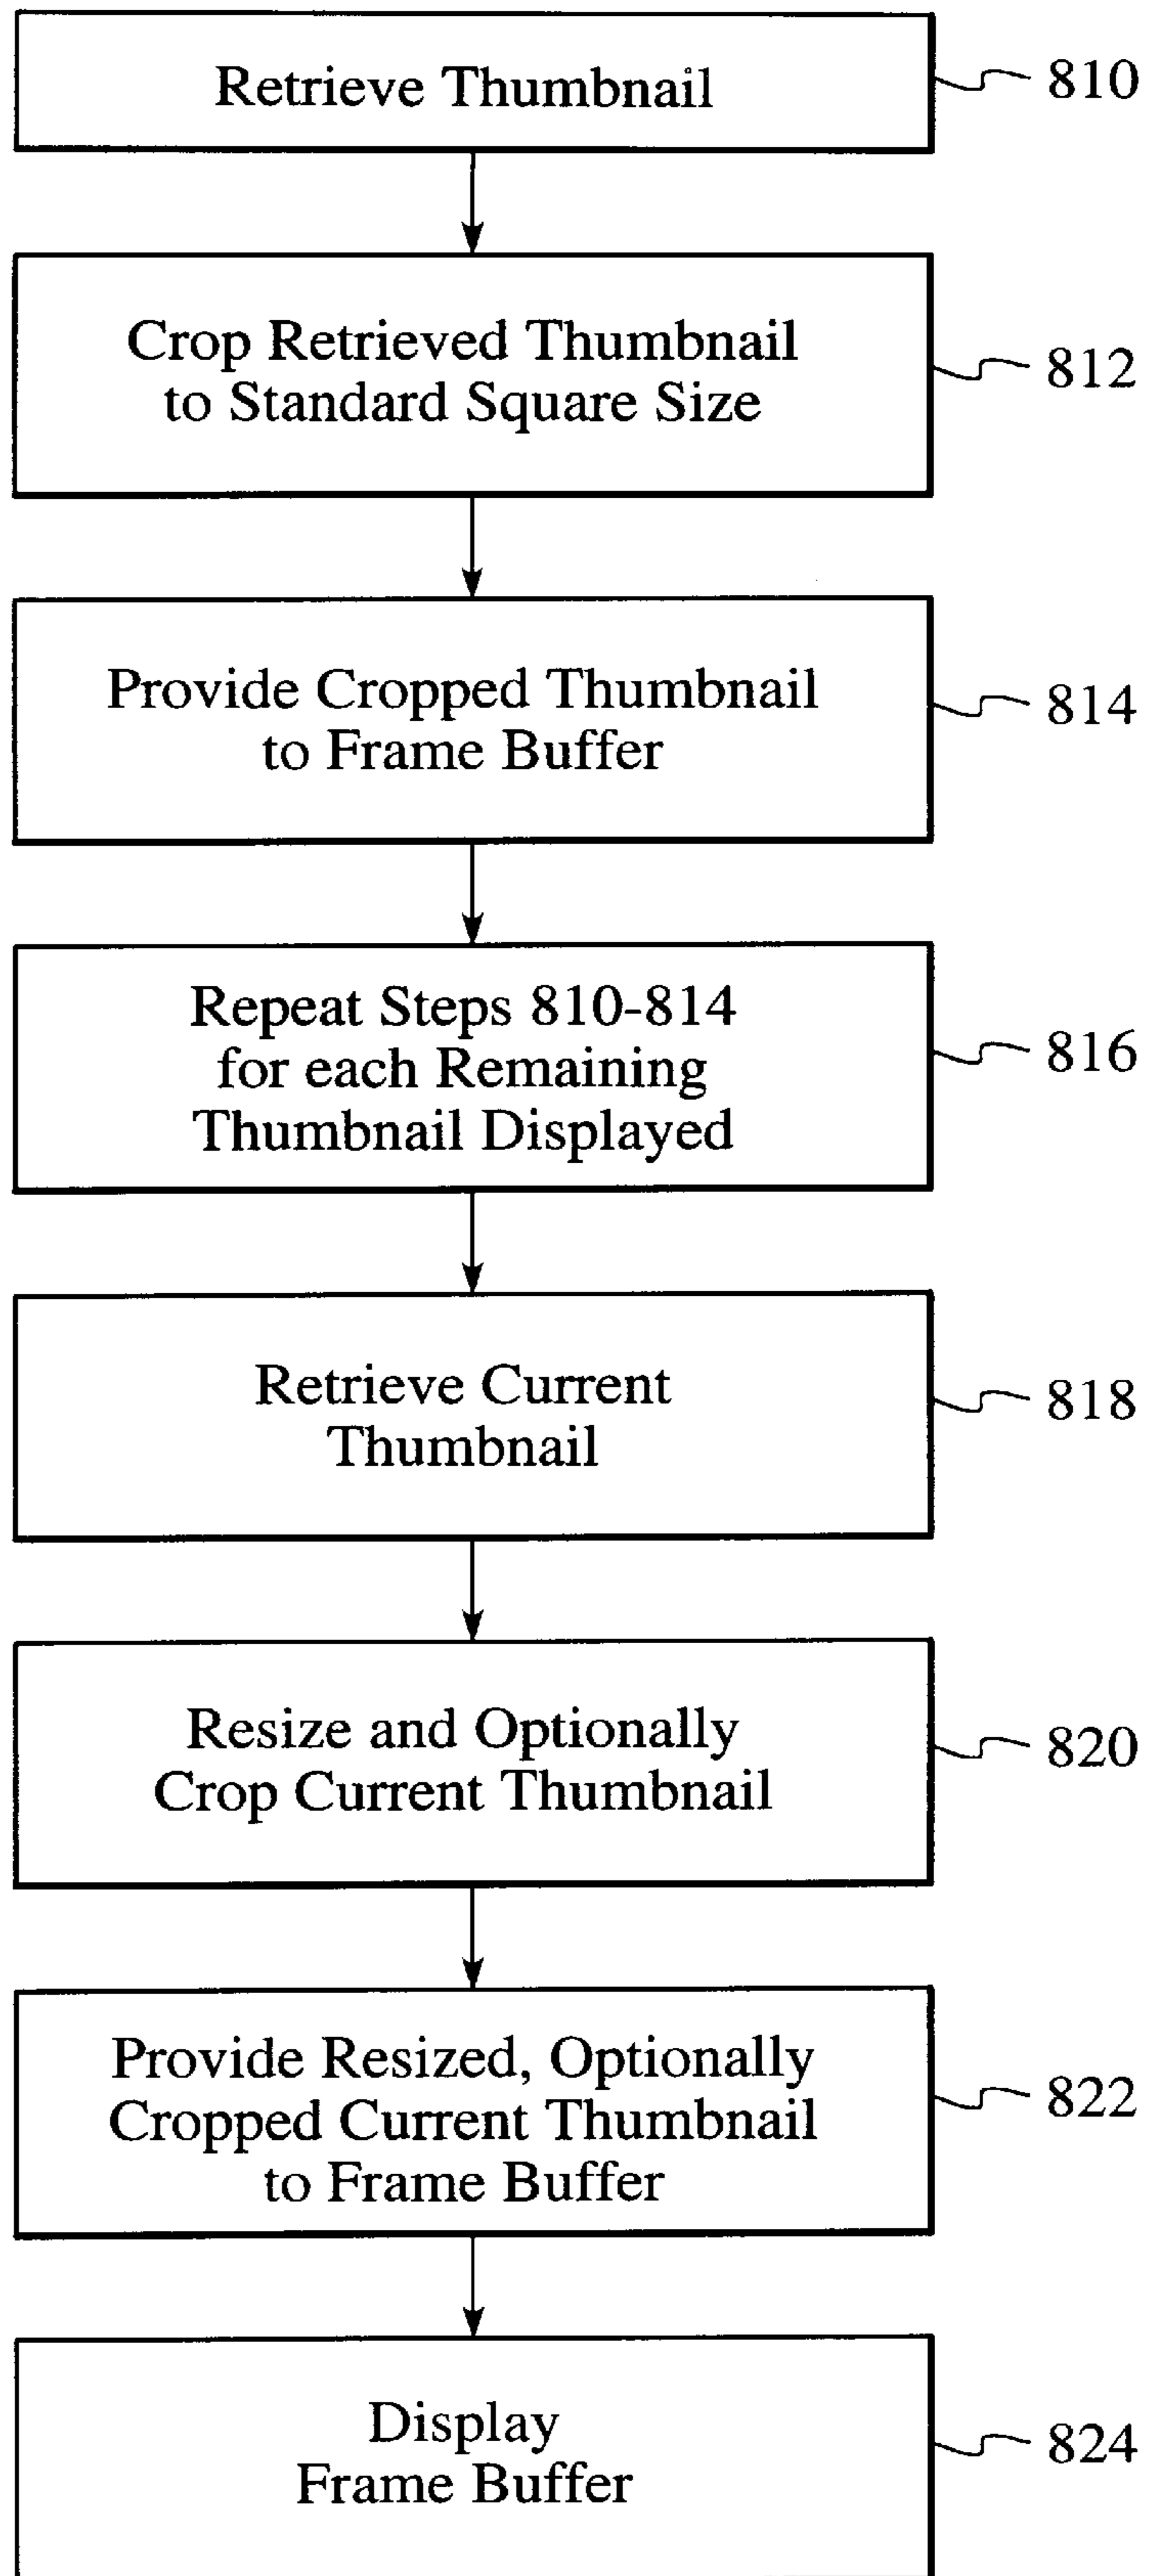 Retrieve Thumbnail
810
Crop Retrieved Thumbnail
to Standard Square Size
812
Provide Cropped Thumbnail
to Frame Buffer
814
Repeat Steps 810-814
for each Remaining
Thumbnail Displayed
816
Retrieve Current
Thumbnail
818
Resize and Optionally
Crop Current Thumbnail
820
Provide Resized, Optionally
Cropped Current Thumbnail
to Frame Buffer
822
Display
Frame Buffer
824